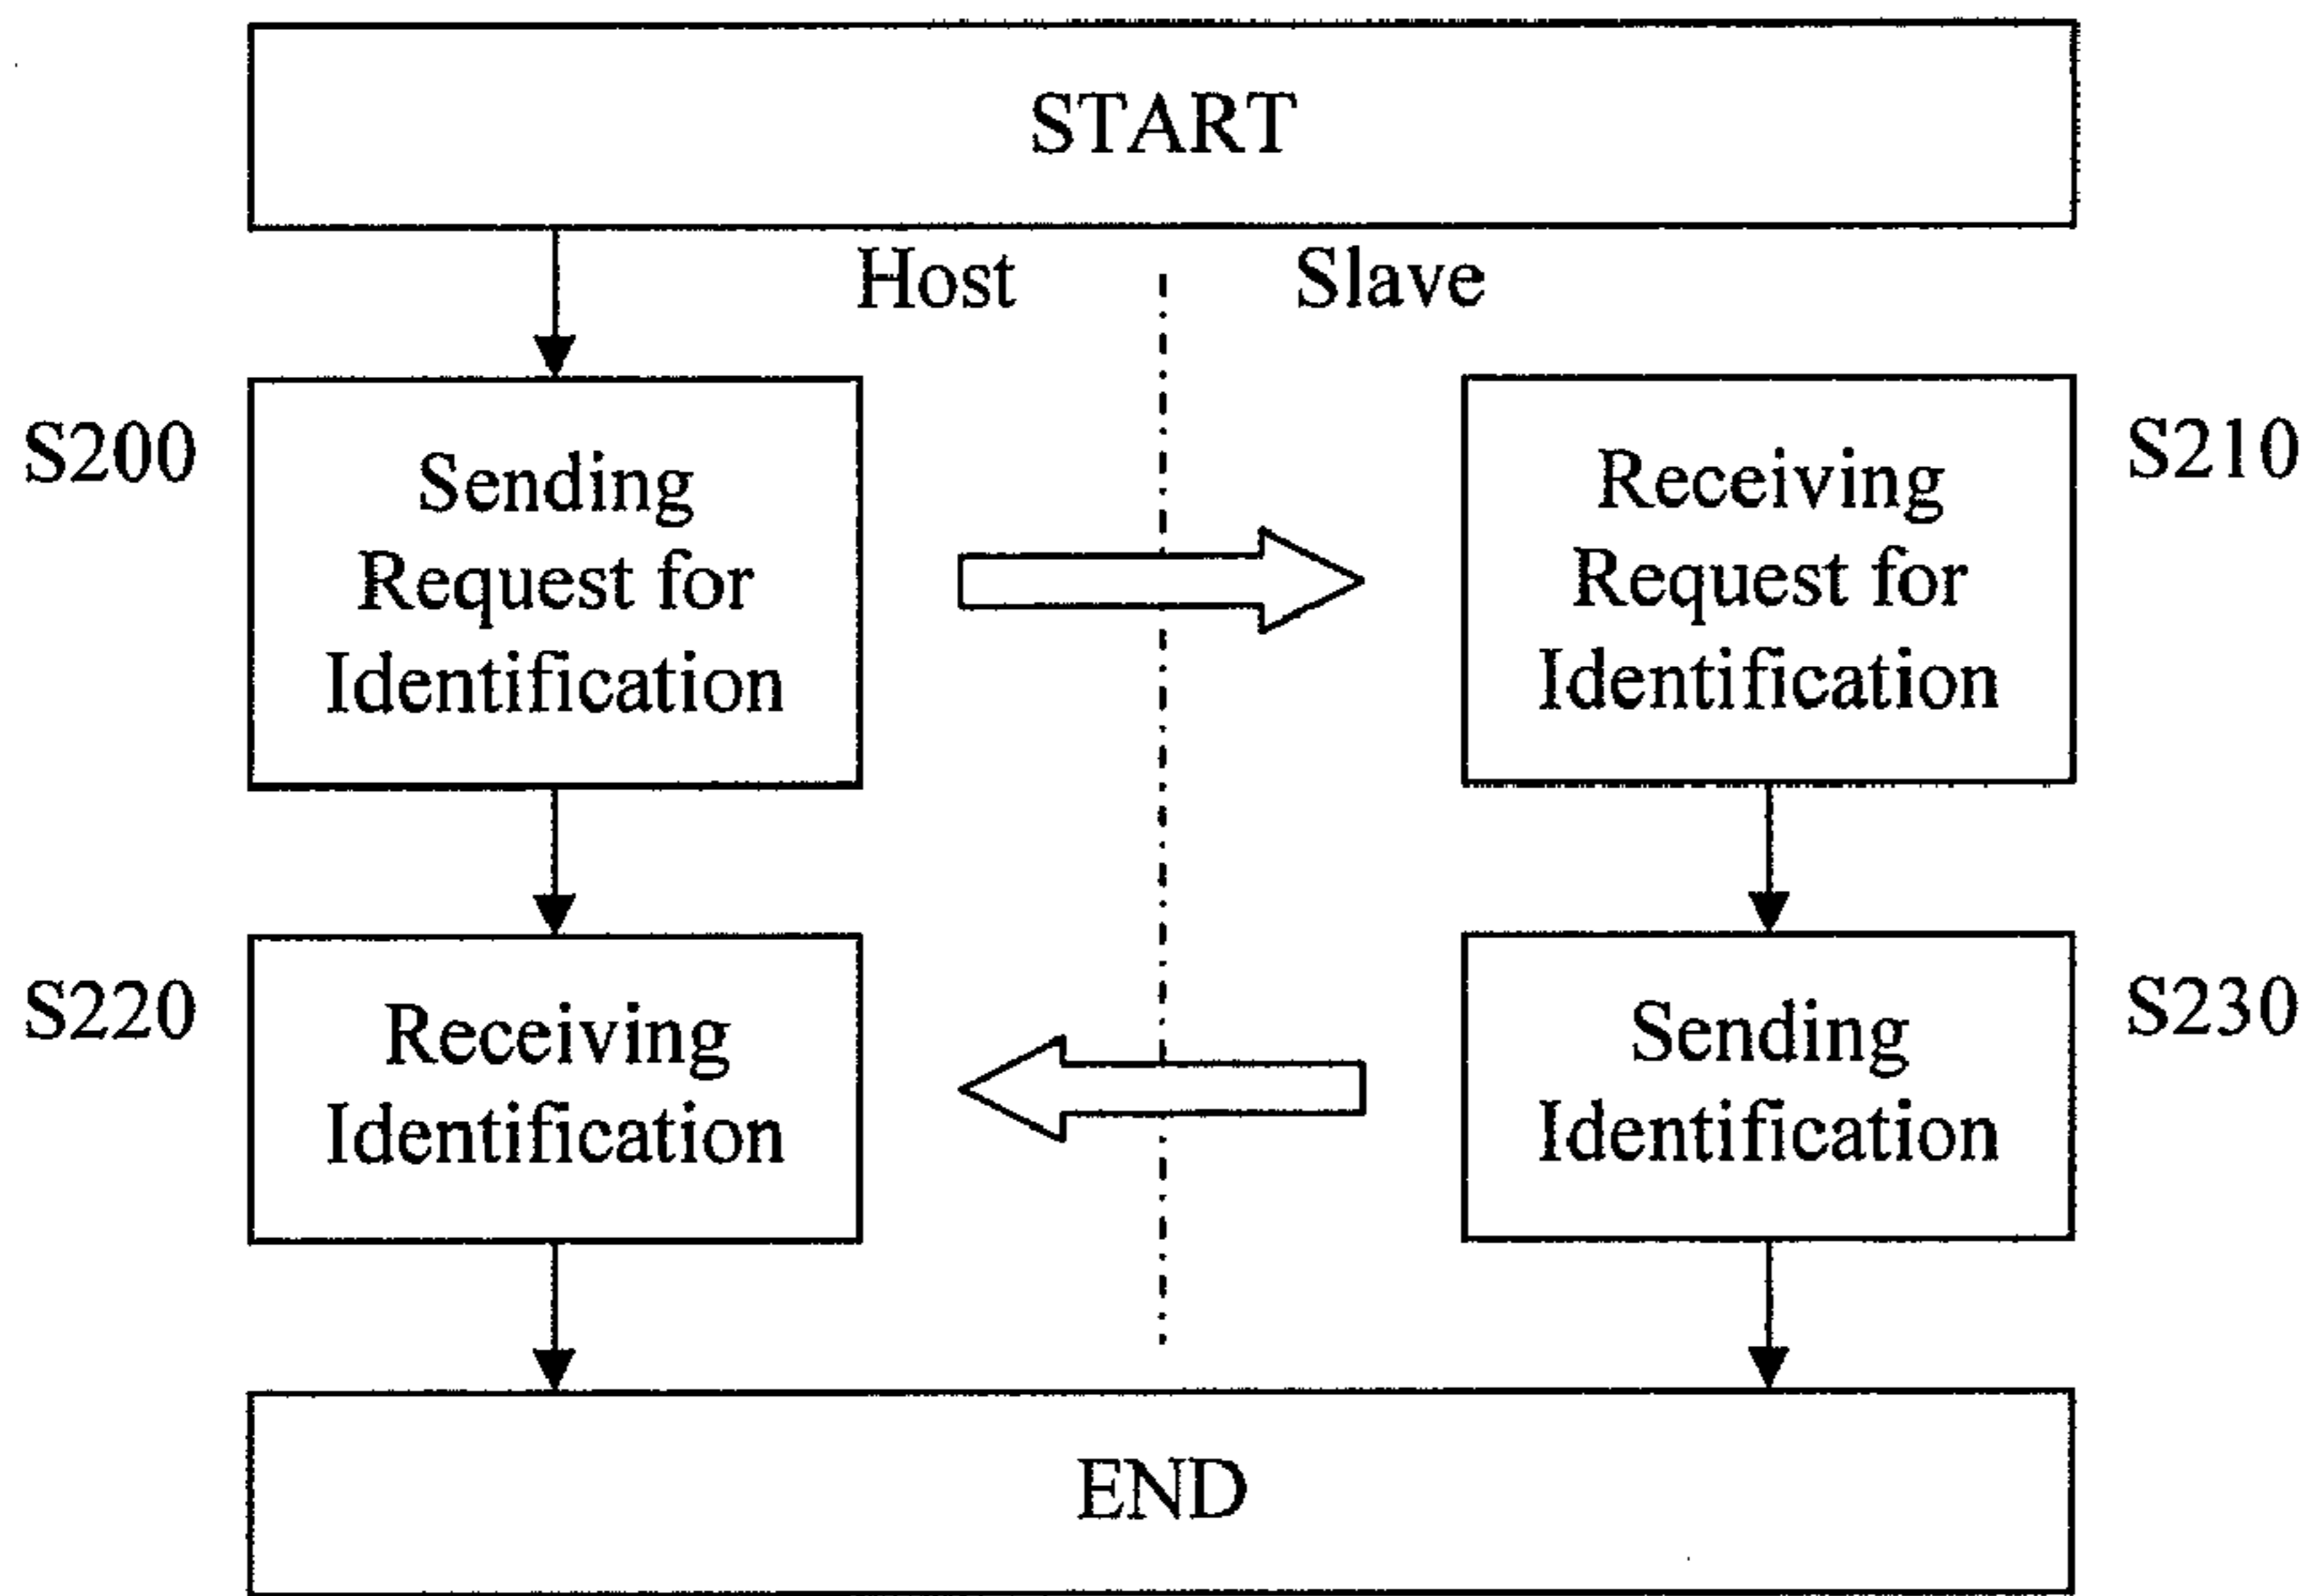 START
Host
Slave
S200
Sending
Request for
Identification
Receiving
Request for
Identification
S210
S220
Receiving
Identification
Sending
Identification
S230
END